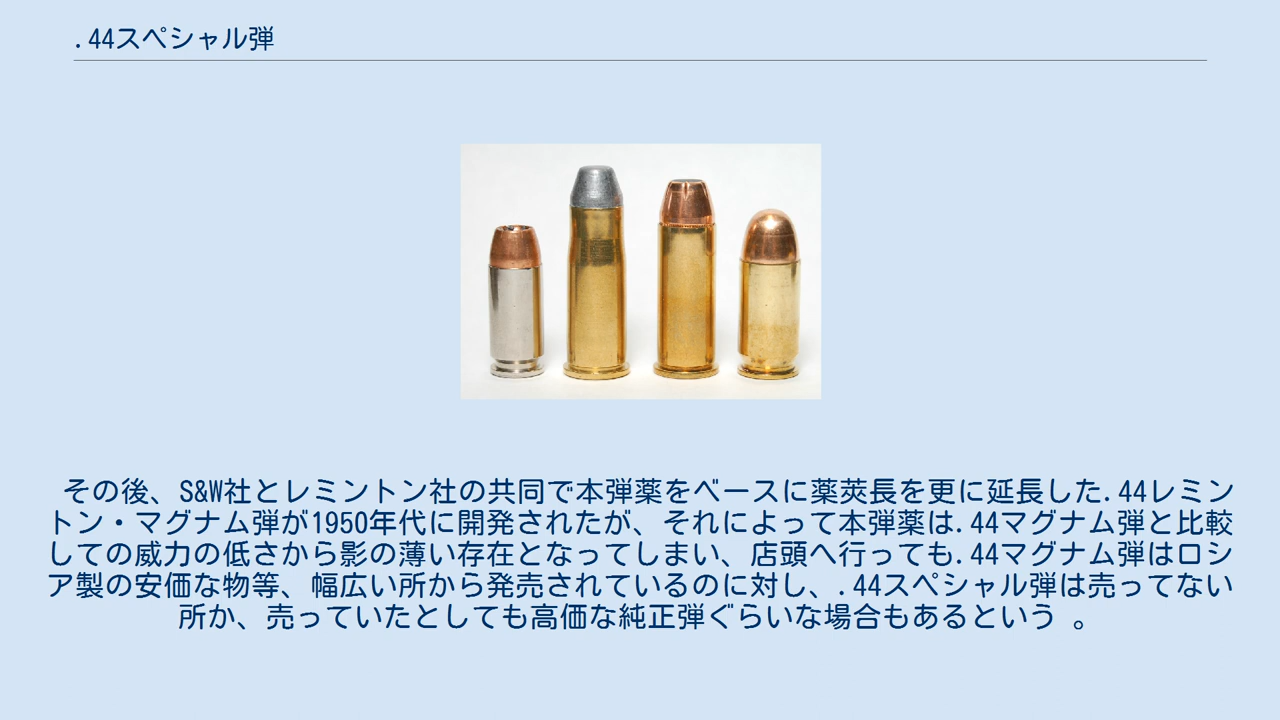 .44スペシャル弾
その後、S&W社とレミントン社の共同で本弾薬をベースに薬莢長を更に延長した.44レミン
トン・マグナム弾が1950年代に開発されたが、それによって本弾薬は.44マグナム弾と比較
しての威力の低さから影の薄い存在となってしまい、店頭へ行っても.44マグナム弾はロシ
ア製の安価な物等、幅広い所から発売されているのに対し、.44スペシャル弾は売ってない
所か、売っていたとしても高価な純正弾ぐらいな場合もあるという 。